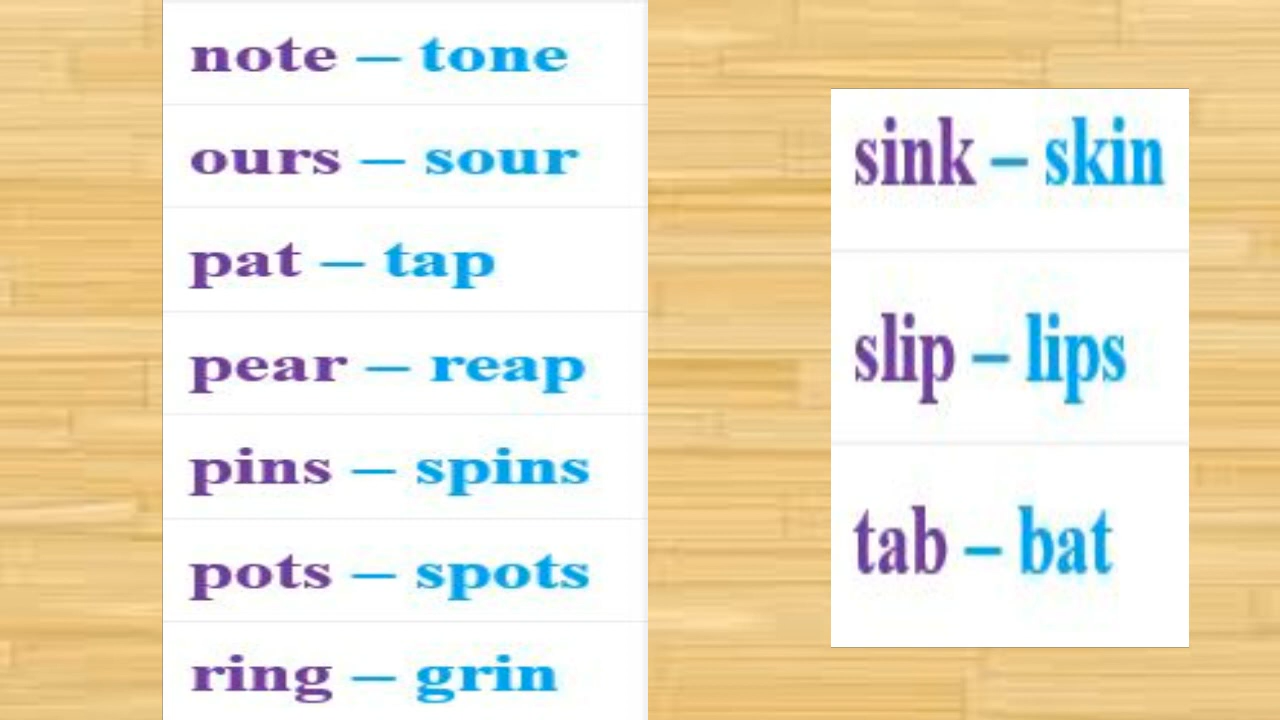 note – tone
ours – sour
pat – tap
pear – reap
pins – spins
pots – spots
ring – grin
sink – skin
slip – lips
tab – bat